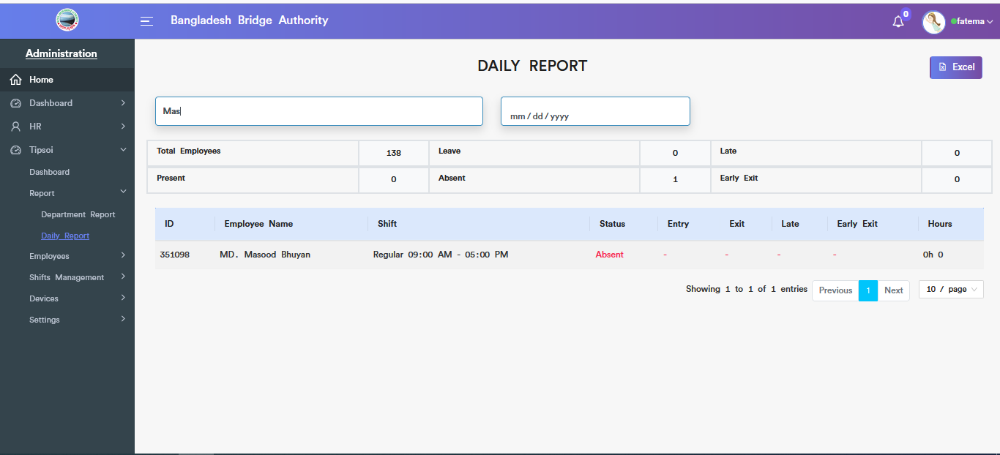 Bangladesh Bridge Authority
0
fatema
Administration
Home
Dashboard
HR
Tipsoi
Dashboard
Report
Department Report
Daily Report
Employees
Shifts Management
Devices
Settings
DAILY REPORT
Excel
Mas
mm / dd / yyyy
Total Employees 138 Leave 0 Late 0
Present 0 Absent 1 Early Exit 0
ID Employee Name Shift Status Entry Exit Late Early Exit Hours
351098 MD. Masood Bhuyan Regular 09:00 AM - 05:00 PM Absent - - - - 0h 0
Showing 1 to 1 of 1 entries Previous 1 Next 10 / page